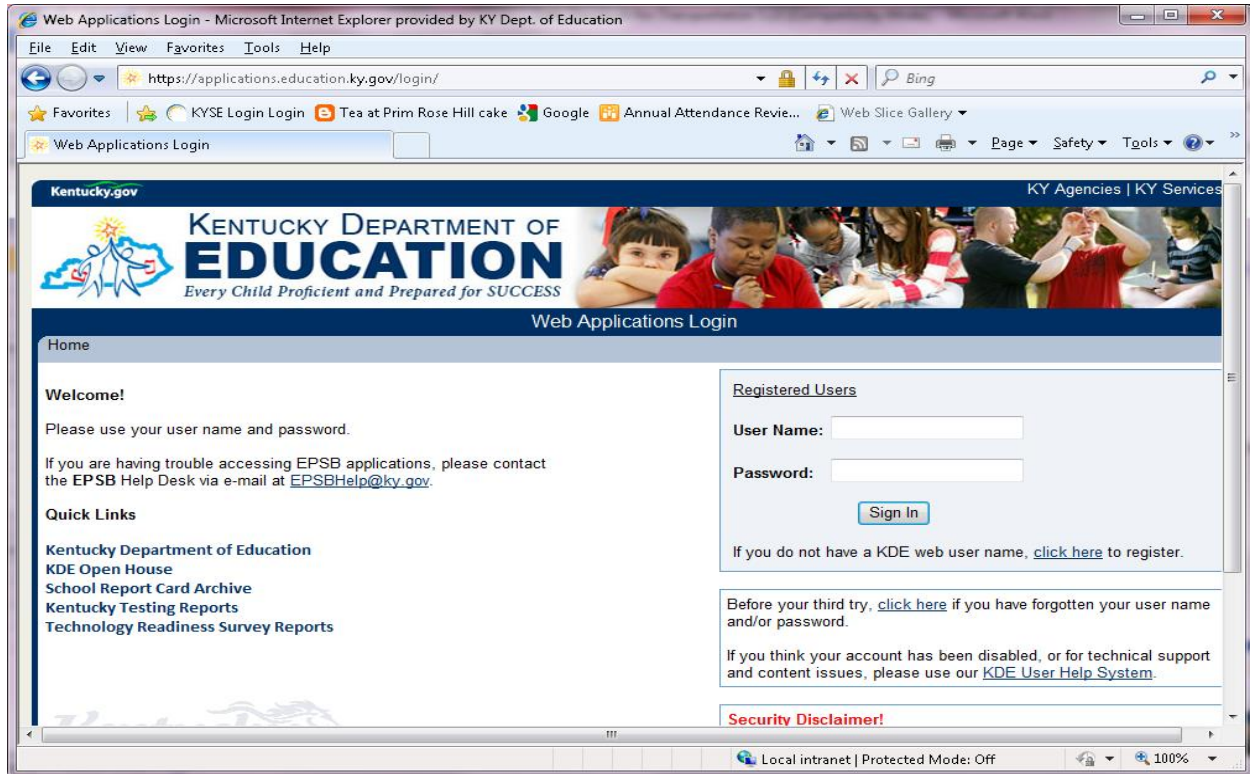 Web Applications Login - Microsoft Internet Explorer provided by KY Dept. of Education
File Edit View Favorites Tools Help
https://applications.education.ky.gov/login/
Bing
Favorites KYSE Login Login Tea at Prim Rose Hill cake Google Annual Attendance Revie... Web Slice Gallery
Web Applications Login
Page Safety Tools
Kentucky.gov
KY Agencies | KY Services
KENTUCKY DEPARTMENT OF
EDUCATION
Every Child Proficient and Prepared for SUCCESS
Web Applications Login
Home
Welcome!
Please use your user name and password.
If you are having trouble accessing EPSB applications, please contact
the EPSB Help Desk via e-mail at EPSBHelp@ky.gov.
Quick Links
Kentucky Department of Education
KDE Open House
School Report Card Archive
Kentucky Testing Reports
Technology Readiness Survey Reports
Registered Users
User Name:
Password:
Sign In
If you do not have a KDE web user name, click here to register.
Before your third try, click here if you have forgotten your user name
and/or password.
If you think your account has been disabled, or for technical support
and content issues, please use our KDE User Help System.
Security Disclaimer!
Local intranet | Protected Mode: Off
100%